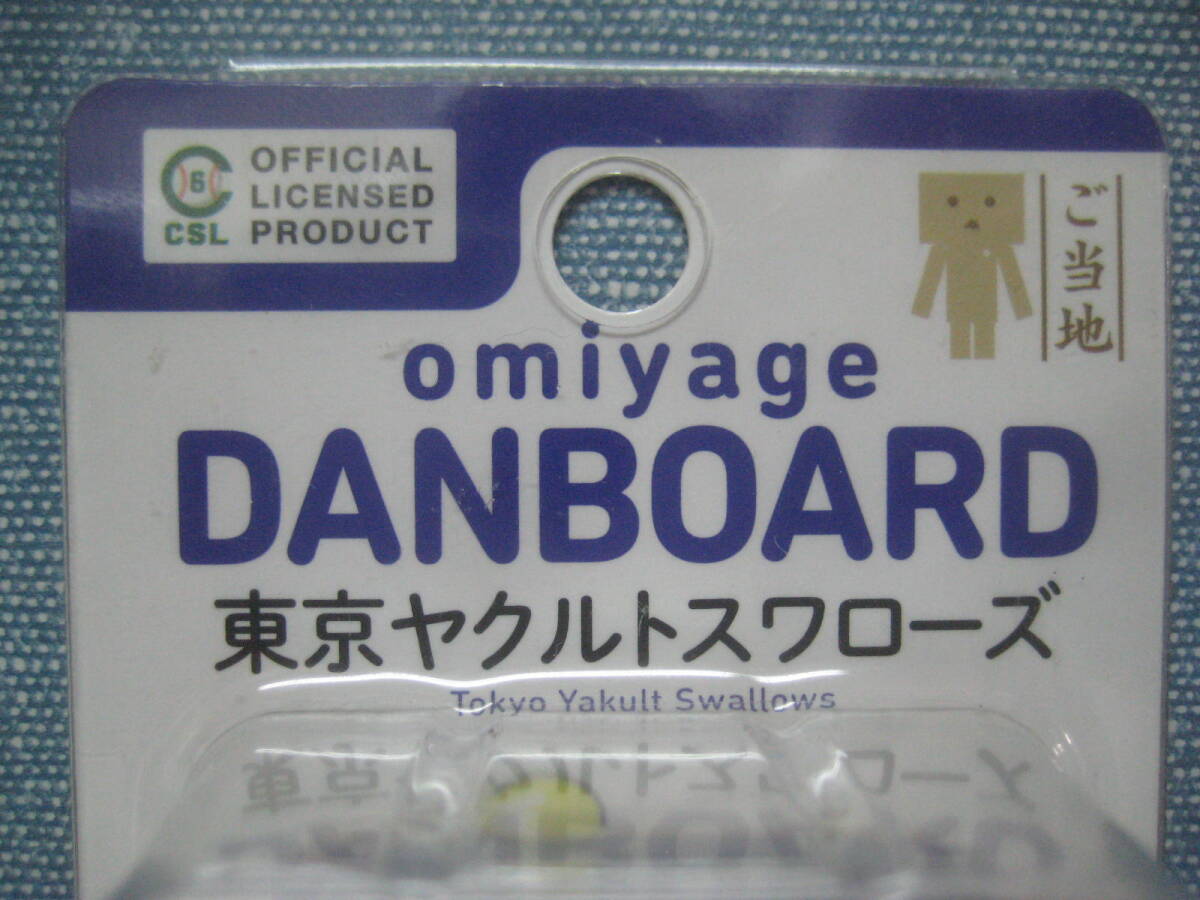 6
CSL
OFFICIAL
LICENSED
PRODUCT
ご当地
omiyage
DANBOARD
東京ヤクルトスワローズ
Tokyo Yakult Swallows